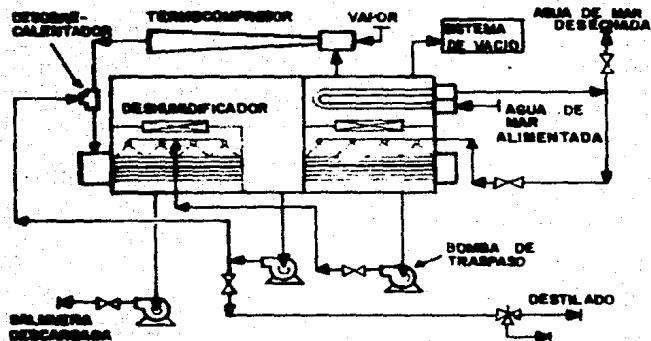 DESOBRE-
CALENTADOR
TERMOCOMPRESOR
VAPOR
SISTEMA
DE VACIO
AGUA DE MAR
DESECHADA
DESHUMIDIFICADOR
AGUA DE
MAR
ALIMENTADA
BOMBA DE
TRASPASO
DESTILADO
SALMUERA
DESCARGADA